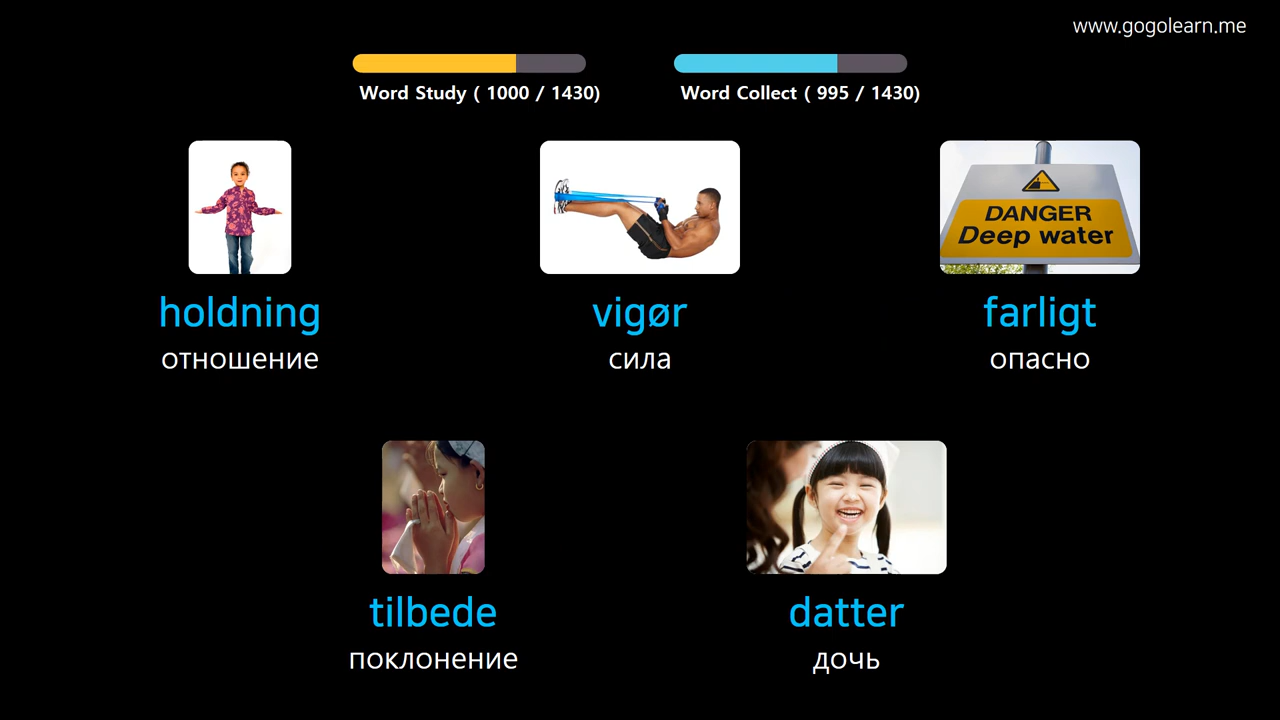 www.gogolearn.me
Word Study ( 1000 / 1430)
Word Collect ( 995 / 1430)
DANGER
Deep water
holdning
vigør
farligt
отношение
сила
опасно
tilbede
datter
поклонение
дочь